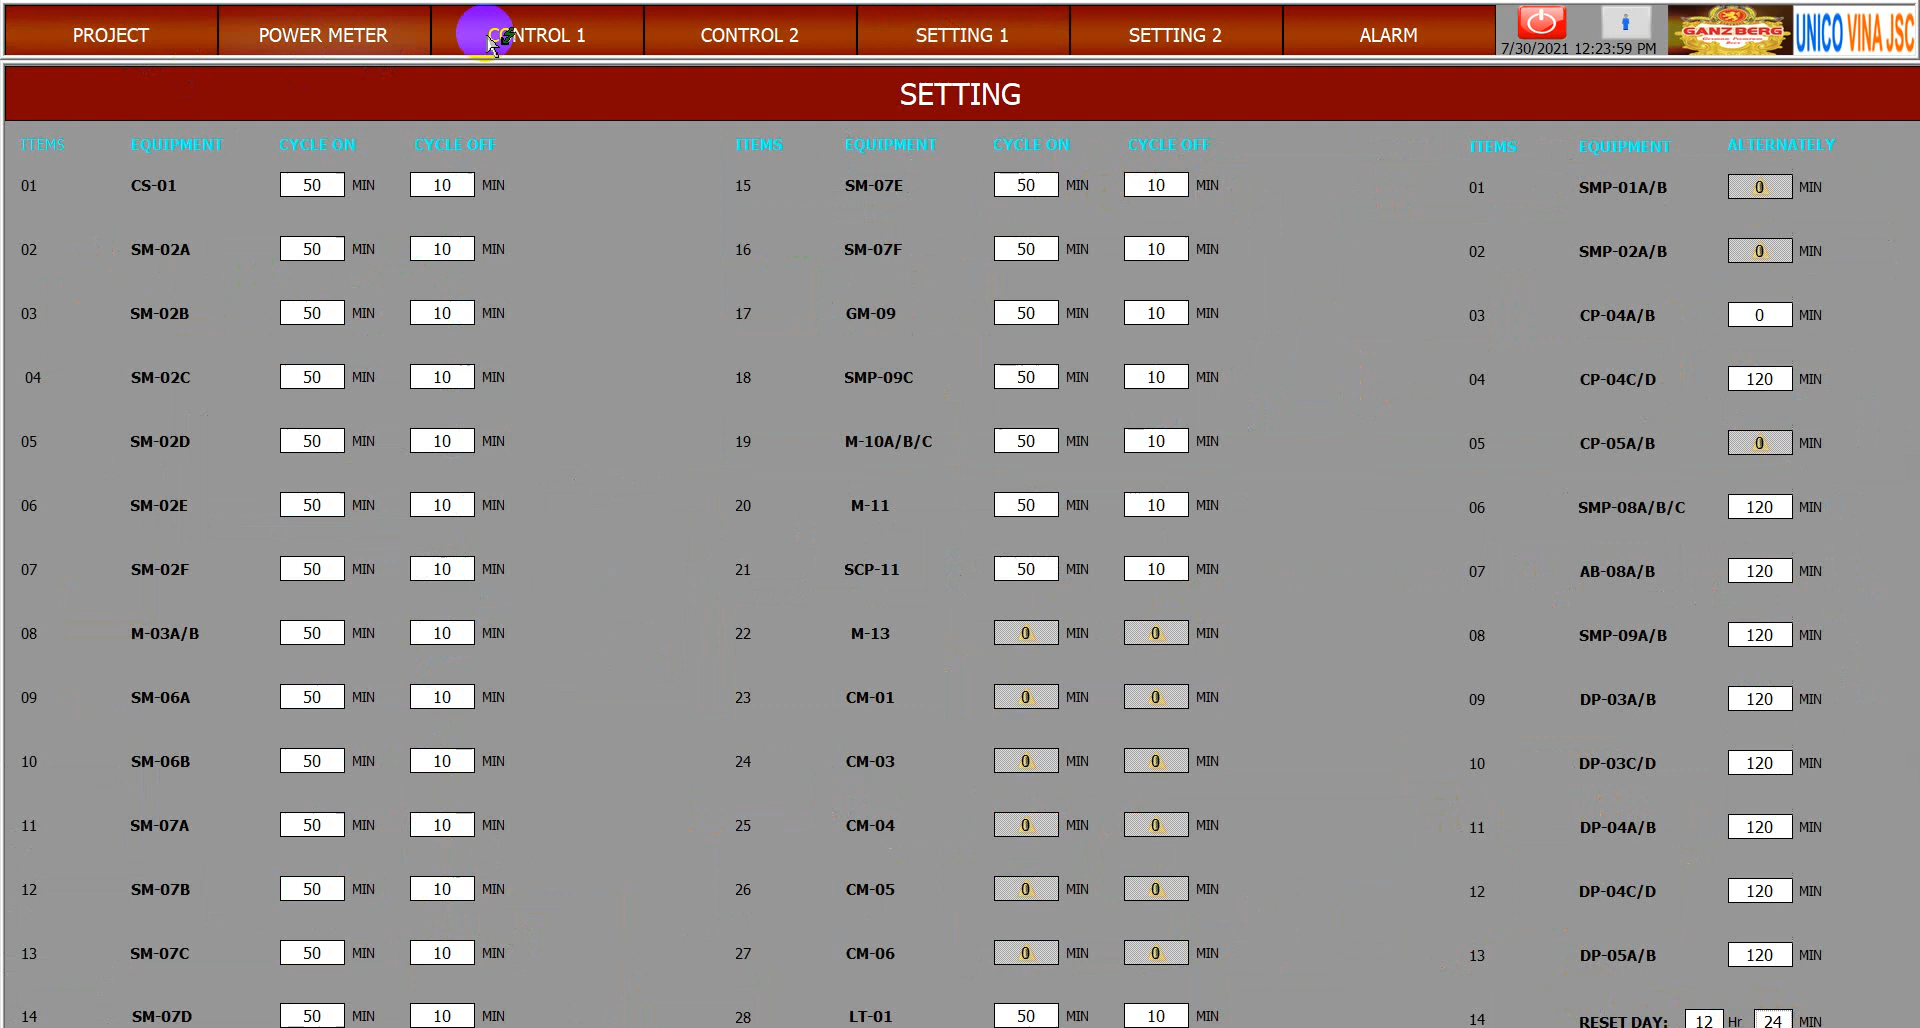 PROJECT POWER METER CONTROL 1 CONTROL 2 SETTING 1 SETTING 2 ALARM
7/30/2021 12:23:59 PM
GANZBERG
German Premium
Beer
UNICO VINA JSC
SETTING
ITEMS EQUIPMENT CYCLE ON CYCLE OFF ITEMS EQUIPMENT CYCLE ON CYCLE OFF ITEMS EQUIPMENT ALTERNATELY
01 CS-01 50 MIN 10 MIN 15 SM-07E 50 MIN 10 MIN 01 SMP-01A/B 0 MIN
02 SM-02A 50 MIN 10 MIN 16 SM-07F 50 MIN 10 MIN 02 SMP-02A/B 0 MIN
03 SM-02B 50 MIN 10 MIN 17 GM-09 50 MIN 10 MIN 03 CP-04A/B 0 MIN
04 SM-02C 50 MIN 10 MIN 18 SMP-09C 50 MIN 10 MIN 04 CP-04C/D 120 MIN
05 SM-02D 50 MIN 10 MIN 19 M-10A/B/C 50 MIN 10 MIN 05 CP-05A/B 0 MIN
06 SM-02E 50 MIN 10 MIN 20 M-11 50 MIN 10 MIN 06 SMP-08A/B/C 120 MIN
07 SM-02F 50 MIN 10 MIN 21 SCP-11 50 MIN 10 MIN 07 AB-08A/B 120 MIN
08 M-03A/B 50 MIN 10 MIN 22 M-13 0 MIN 0 MIN 08 SMP-09A/B 120 MIN
09 SM-06A 50 MIN 10 MIN 23 CM-01 0 MIN 0 MIN 09 DP-03A/B 120 MIN
10 SM-06B 50 MIN 10 MIN 24 CM-03 0 MIN 0 MIN 10 DP-03C/D 120 MIN
11 SM-07A 50 MIN 10 MIN 25 CM-04 0 MIN 0 MIN 11 DP-04A/B 120 MIN
12 SM-07B 50 MIN 10 MIN 26 CM-05 0 MIN 0 MIN 12 DP-04C/D 120 MIN
13 SM-07C 50 MIN 10 MIN 27 CM-06 0 MIN 0 MIN 13 DP-05A/B 120 MIN
14 SM-07D 50 MIN 10 MIN 28 LT-01 50 MIN 10 MIN 14 RESET DAY: 12 Hr 24 MIN